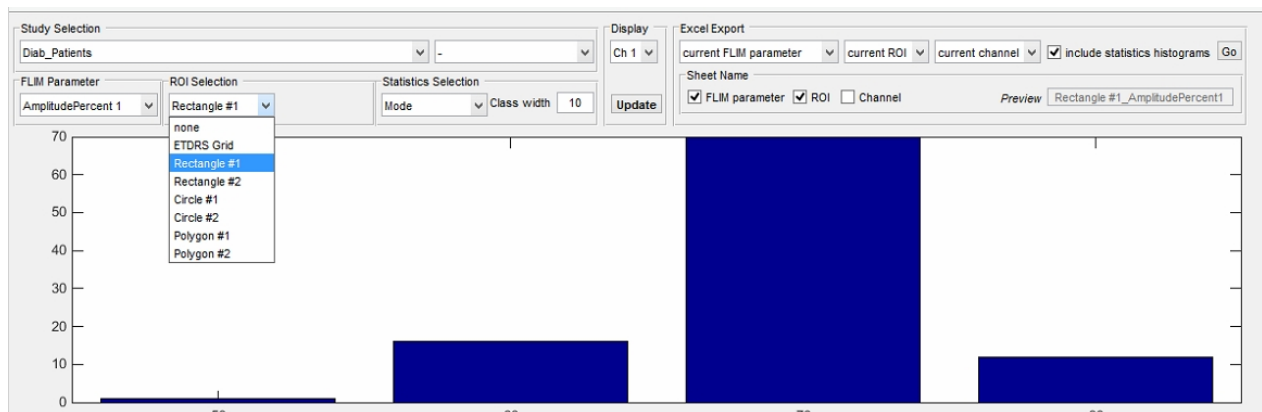 Study Selection
Display
Excel Export
Diab_Patients
-
Ch 1
current FLIM parameter
current ROI
current channel
include statistics histograms
Go
FLIM Parameter
ROI Selection
Statistics Selection
Sheet Name
AmplitudePercent 1
Rectangle #1
Mode
Class width 10
Update
FLIM parameter
ROI
Channel
Preview
Rectangle #1_AmplitudePercent1
none
ETDRS Grid
Rectangle #1
Rectangle #2
Circle #1
Circle #2
Polygon #1
Polygon #2
70
60
50
40
30
20
10
0